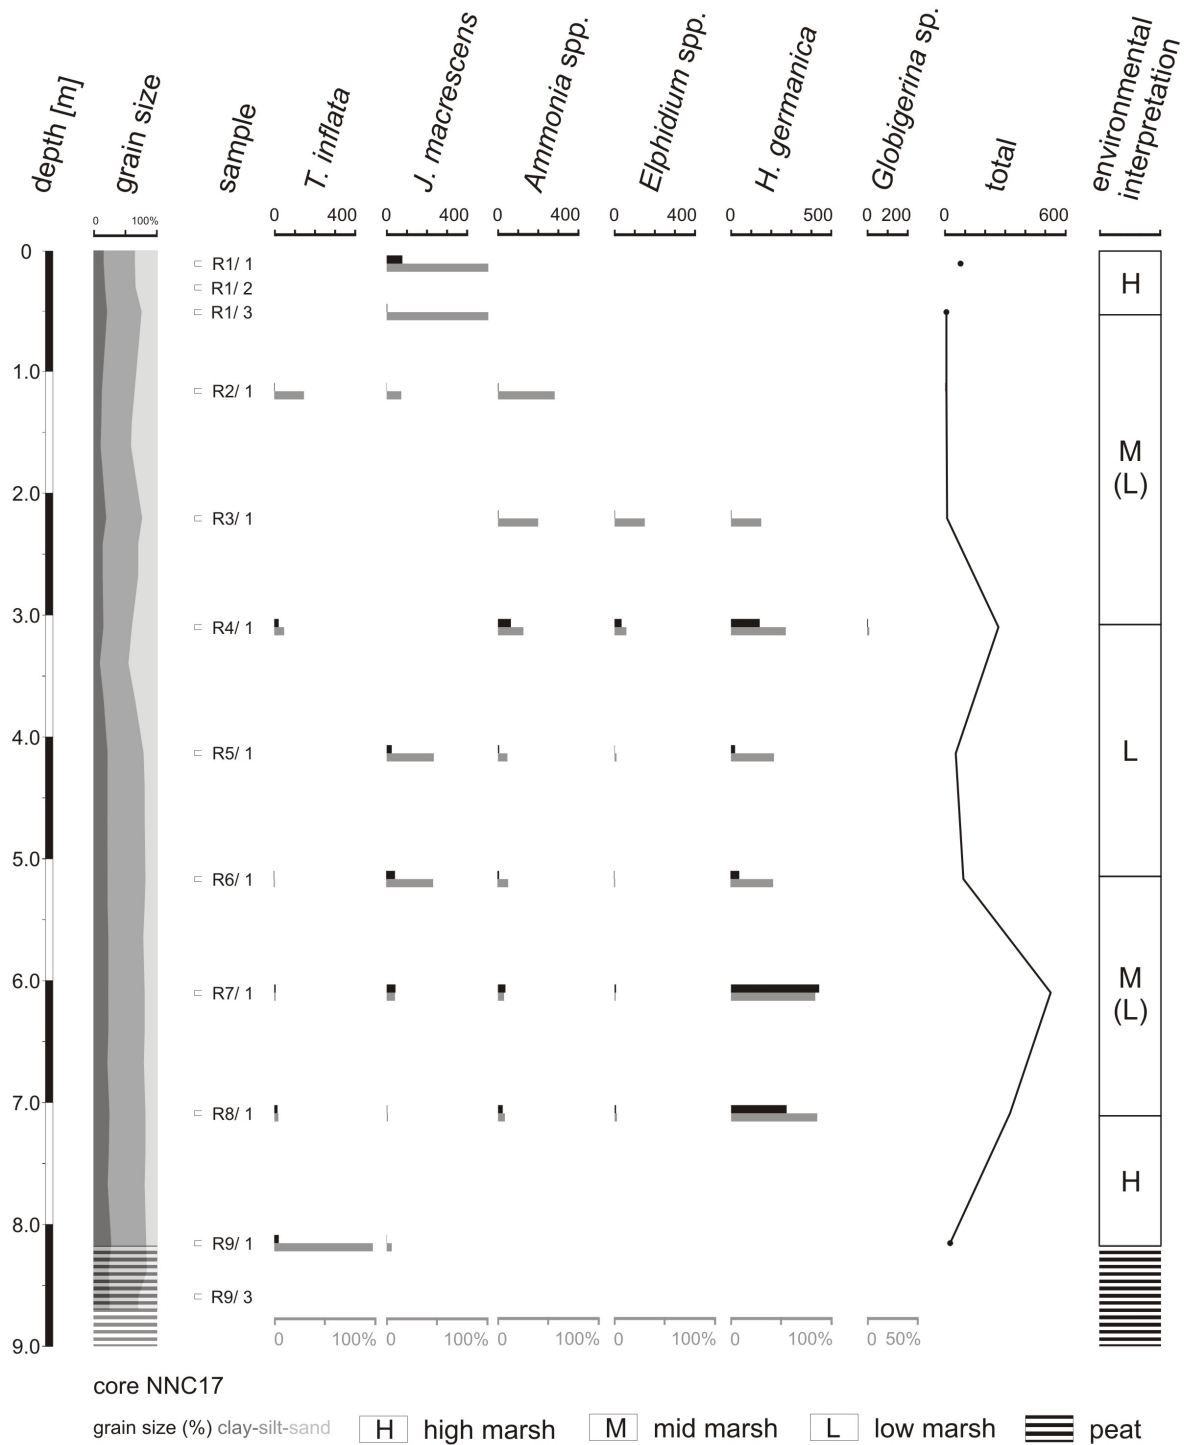 depth [m]
grain size
sample
T. inflata
J. macrescens
Ammonia spp.
Elphidium spp.
H. germanica
Globigerina sp.
total
environmental
interpretation
0 100% 0 400 0 400 0 400 0 400 0 500 0 200 0 600
0
R1/ 1
R1/ 2
H
R1/ 3
1.0
R2/ 1
M
(L)
2.0
R3/ 1
3.0
R4/ 1
4.0
R5/ 1
L
5.0
R6/ 1
6.0
R7/ 1
M
(L)
7.0
R8/ 1
H
8.0
R9/ 1
R9/ 3
9.0
0 100% 0 100% 0 100% 0 100% 0 100% 0 50%
core NNC17
grain size (%) clay-silt-sand
H high marsh M mid marsh L low marsh peat